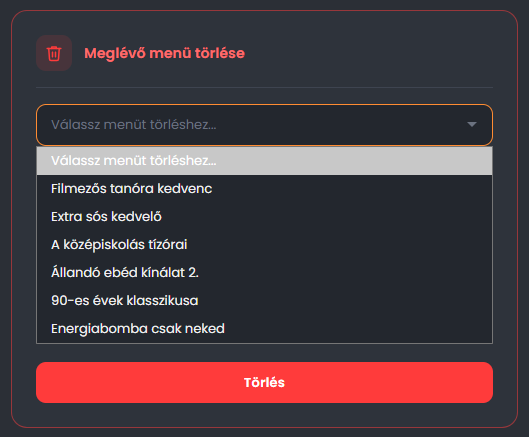 Meglévő menü törlése
Válassz menüt törléshez...
Válassz menüt törléshez...
Filmezős tanóra kedvenc
Extra sós kedvelő
A középiskolás tízórai
Állandó ebéd kínálat 2.
90-es évek klasszikusa
Energiabomba csak neked
Törlés